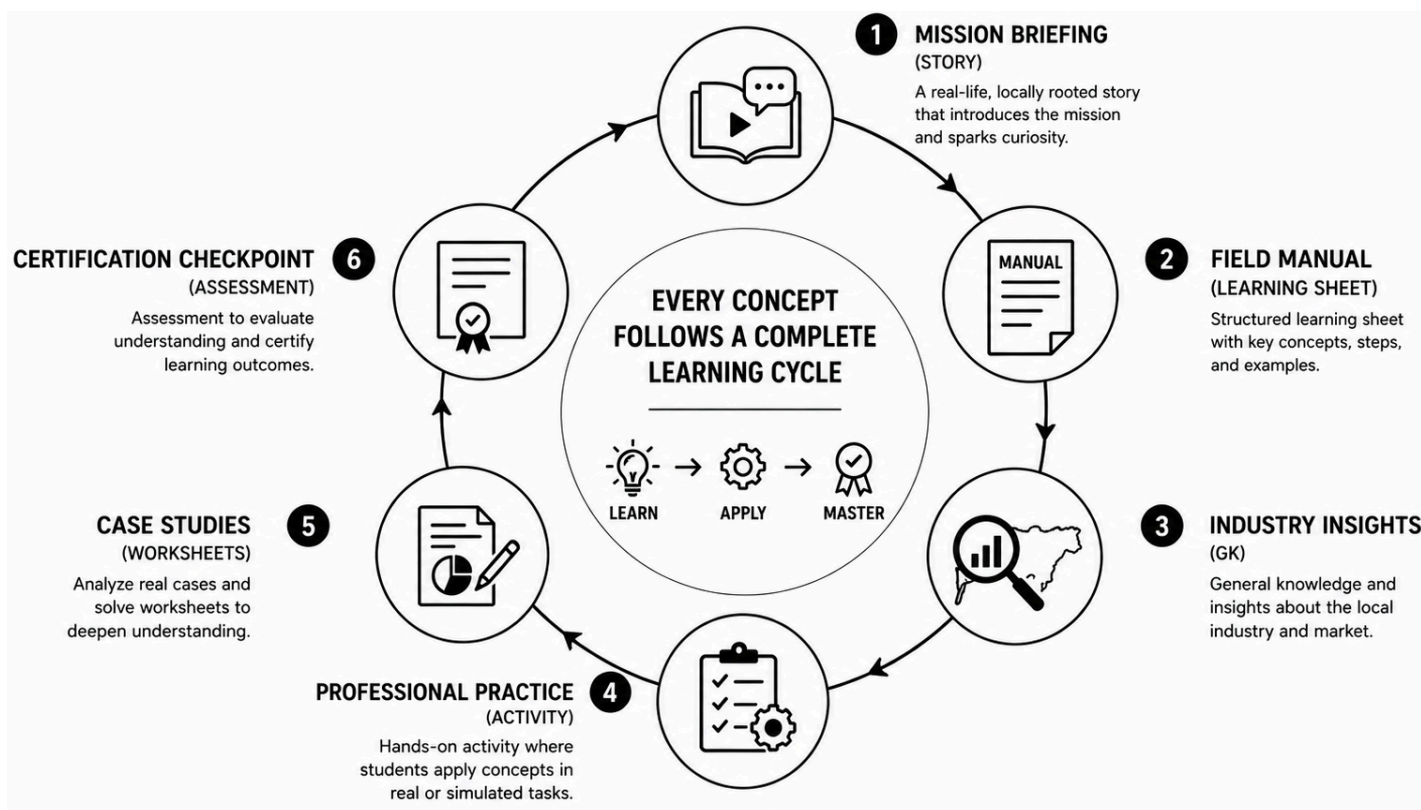 1
MISSION BRIEFING
(STORY)
A real-life, locally rooted story
that introduces the mission
and sparks curiosity.
2
FIELD MANUAL
(LEARNING SHEET)
Structured learning sheet
with key concepts, steps,
and examples.
MANUAL
3
INDUSTRY INSIGHTS
(GK)
General knowledge and
insights about the local
industry and market.
4
PROFESSIONAL PRACTICE
(ACTIVITY)
Hands-on activity where
students apply concepts in
real or simulated tasks.
5
CASE STUDIES
(WORKSHEETS)
Analyze real cases and
solve worksheets to
deepen understanding.
6
CERTIFICATION CHECKPOINT
(ASSESSMENT)
Assessment to evaluate
understanding and certify
learning outcomes.
EVERY CONCEPT
FOLLOWS A COMPLETE
LEARNING CYCLE
LEARN
APPLY
MASTER